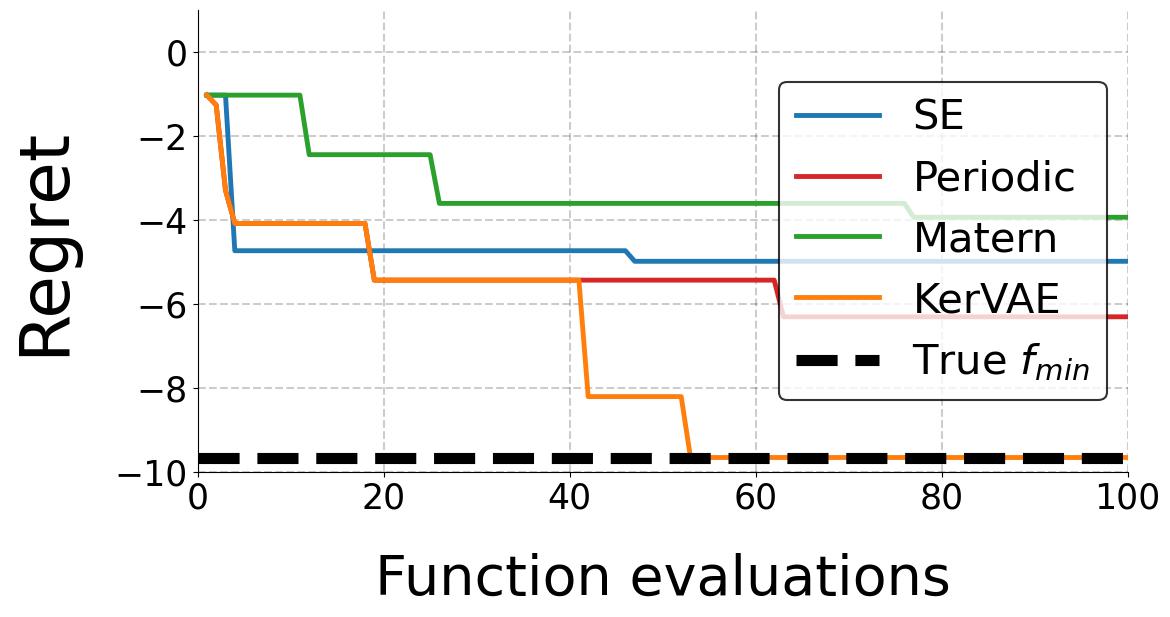 Regret
0
−2
−4
−6
−8
−10
0 20 40 60 80 100
Function evaluations
SE
Periodic
Matern
KerVAE
True f_min